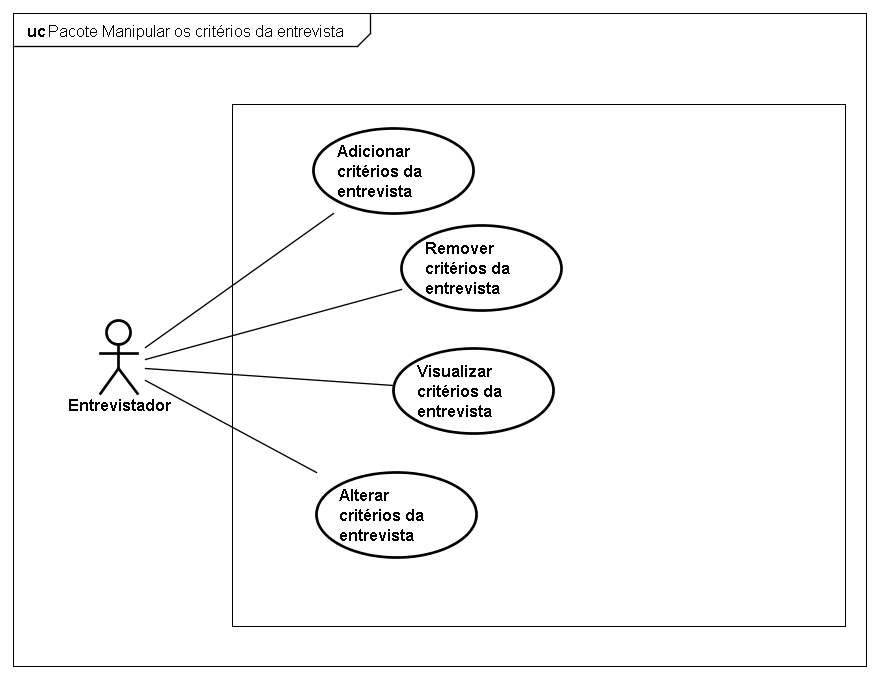 uc Pacote Manipular os critérios da entrevista
Adicionar
critérios da
entrevista
Remover
critérios da
entrevista
Visualizar
critérios da
entrevista
Entrevistador
Alterar
critérios da
entrevista